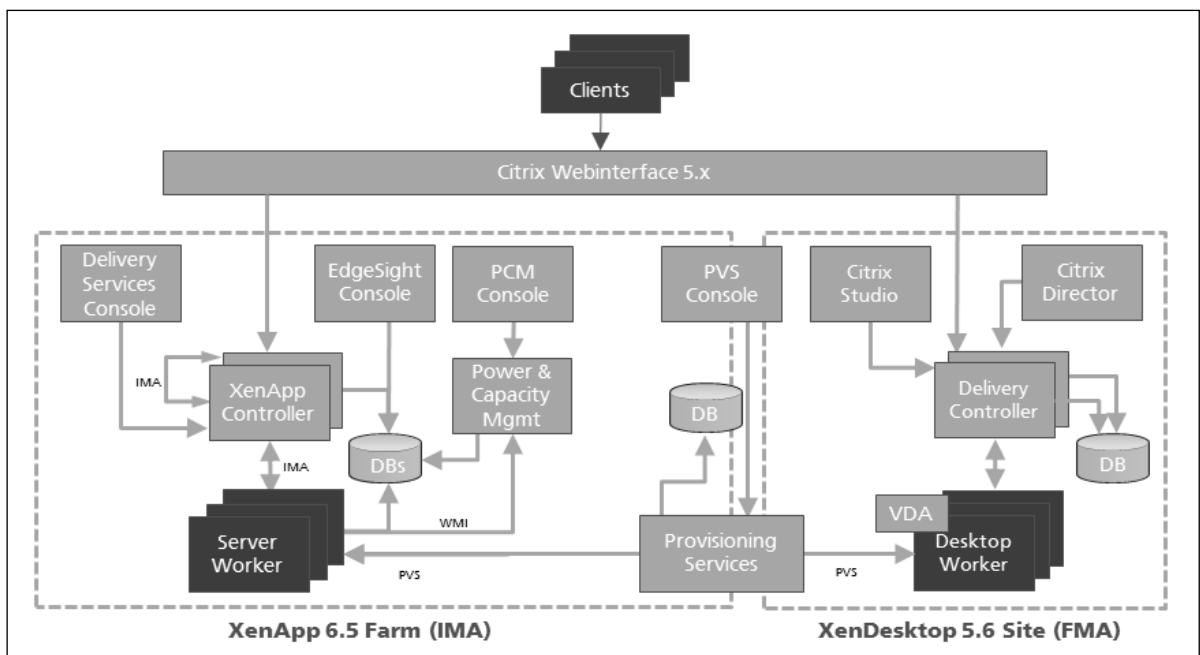 Clients
Citrix Webinterface 5.x
Delivery
Services
Console
EdgeSight
Console
PCM
Console
PVS
Console
Citrix
Studio
Citrix
Director
IMA
XenApp
Controller
Power &
Capacity
Mgmt
DB
Delivery
Controller
DBs
IMA
DB
WMI
VDA
Server
Worker
Provisioning
Services
Desktop
Worker
PVS
PVS
XenApp 6.5 Farm (IMA)
XenDesktop 5.6 Site (FMA)